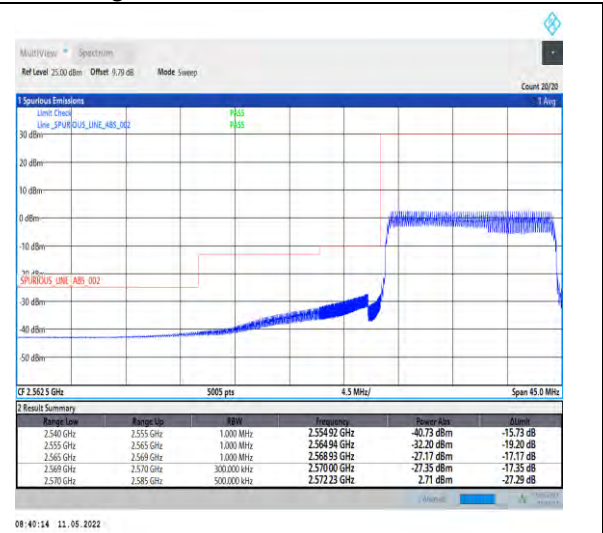 MultiView Spectrum
Ref Level 25.00 dBm Offset 9.79 dB Mode Sweep
Count 20/20
1 Spurious Emissions 1 Avg
Limit Check PASS
Line _SPURIOUS_LINE_ABS_002 PASS
30 dBm
20 dBm
10 dBm
0 dBm
-10 dBm
-20 dBm
SPURIOUS_LINE_ABS_002
-30 dBm
-40 dBm
-50 dBm
CF 2.5625 GHz 5005 pts 4.5 MHz/ Span 45.0 MHz
2 Result Summary
Range Low Range Up RBW Frequency Power Abs ΔLimit
2.540 GHz 2.555 GHz 1.000 MHz 2.55492 GHz -40.73 dBm -15.73 dB
2.555 GHz 2.565 GHz 1.000 MHz 2.56494 GHz -32.20 dBm -19.20 dB
2.565 GHz 2.569 GHz 1.000 MHz 2.56893 GHz -27.17 dBm -17.17 dB
2.569 GHz 2.570 GHz 300.000 kHz 2.57000 GHz -27.35 dBm -17.35 dB
2.570 GHz 2.585 GHz 500.000 kHz 2.57223 GHz 2.71 dBm -27.29 dB
08:40:14 11.05.2022